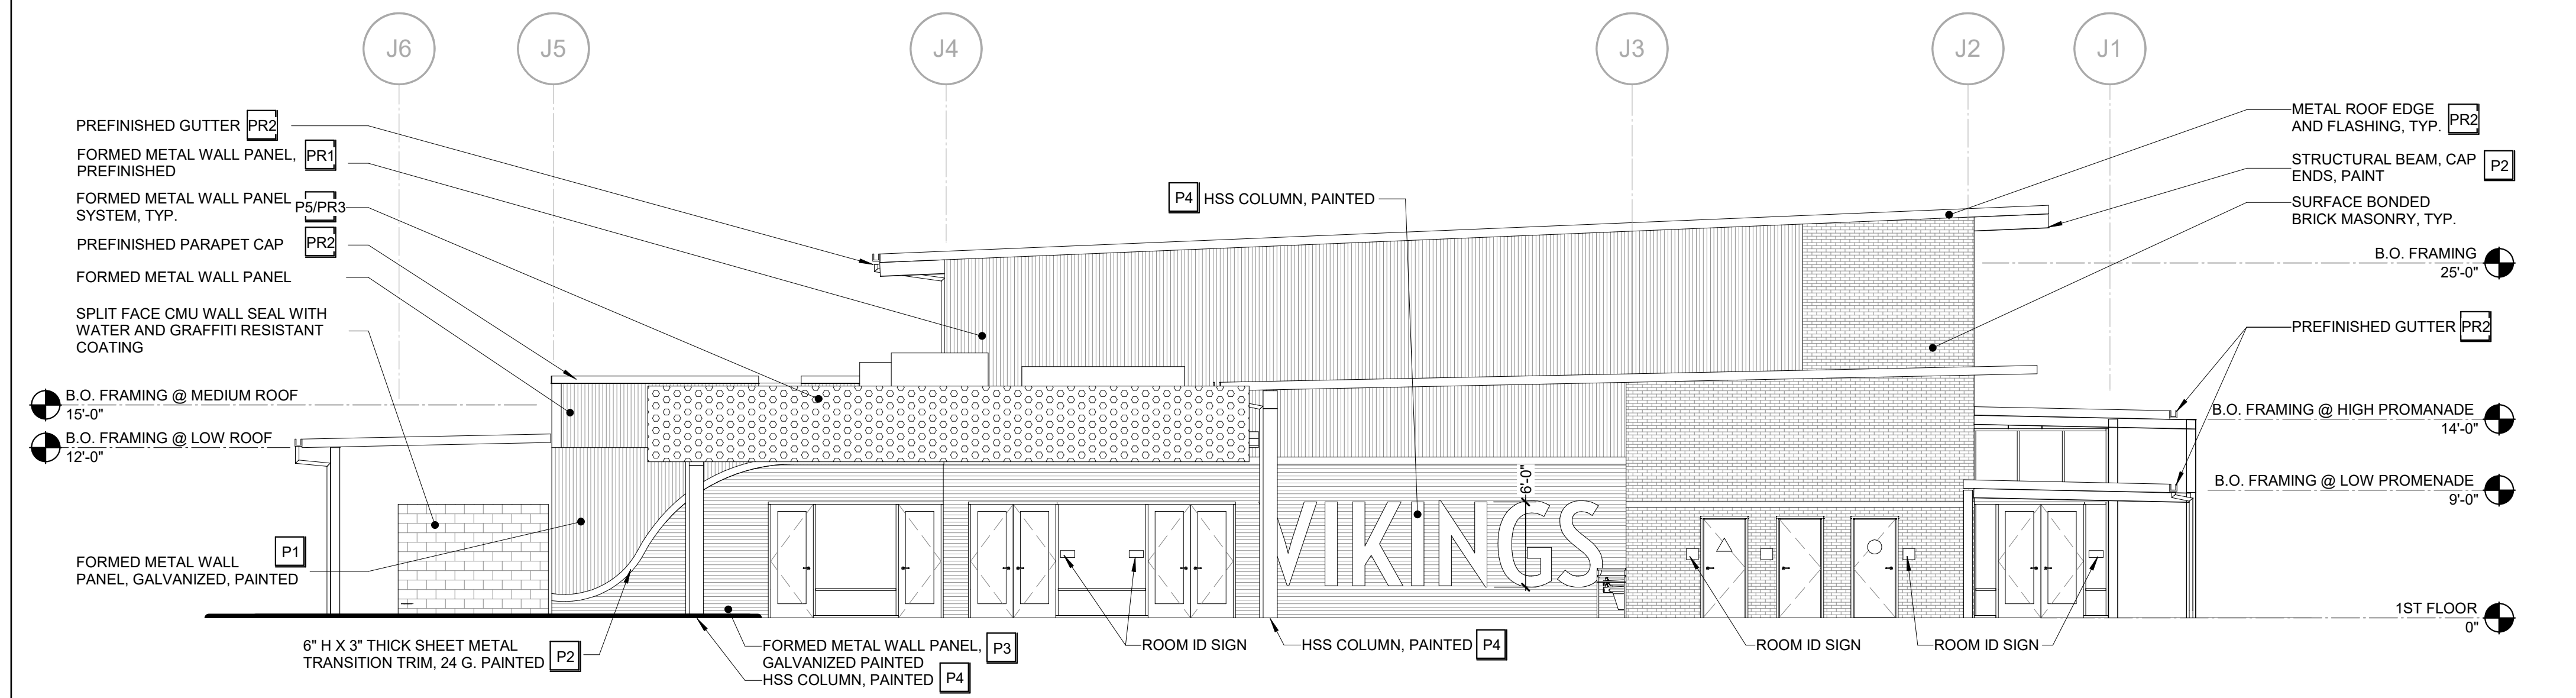 J6
J5
J4
J3
J2
J1
PREFINISHED GUTTER PR2
FORMED METAL WALL PANEL, PR1
PREFINISHED
FORMED METAL WALL PANEL
SYSTEM, TYP. P5/PR3
PREFINISHED PARAPET CAP PR2
FORMED METAL WALL PANEL
SPLIT FACE CMU WALL SEAL WITH
WATER AND GRAFFITI RESISTANT
COATING
B.O. FRAMING @ MEDIUM ROOF
15'-0"
B.O. FRAMING @ LOW ROOF
12'-0"
P1
FORMED METAL WALL
PANEL, GALVANIZED, PAINTED
6" H X 3" THICK SHEET METAL
TRANSITION TRIM, 24 G. PAINTED P2
FORMED METAL WALL PANEL, P3
GALVANIZED PAINTED
HSS COLUMN, PAINTED P4
ROOM ID SIGN
HSS COLUMN, PAINTED P4
P4 HSS COLUMN, PAINTED
VIKINGS
6'-0"
ROOM ID SIGN
ROOM ID SIGN
METAL ROOF EDGE
AND FLASHING, TYP. PR2
STRUCTURAL BEAM, CAP P2
ENDS, PAINT
SURFACE BONDED
BRICK MASONRY, TYP.
B.O. FRAMING
25'-0"
PREFINISHED GUTTER PR2
B.O. FRAMING @ HIGH PROMANADE
14'-0"
B.O. FRAMING @ LOW PROMENADE
9'-0"
1ST FLOOR
0"